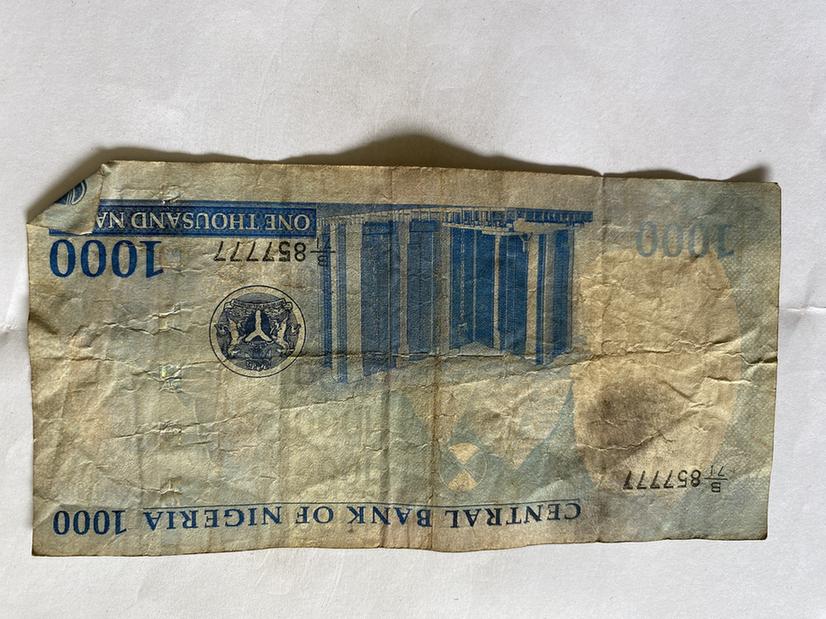 CENTRAL BANK OF NIGERIA 1000
B/71 857777
1000
B/71 857777
1000
ONE THOUSAND NA